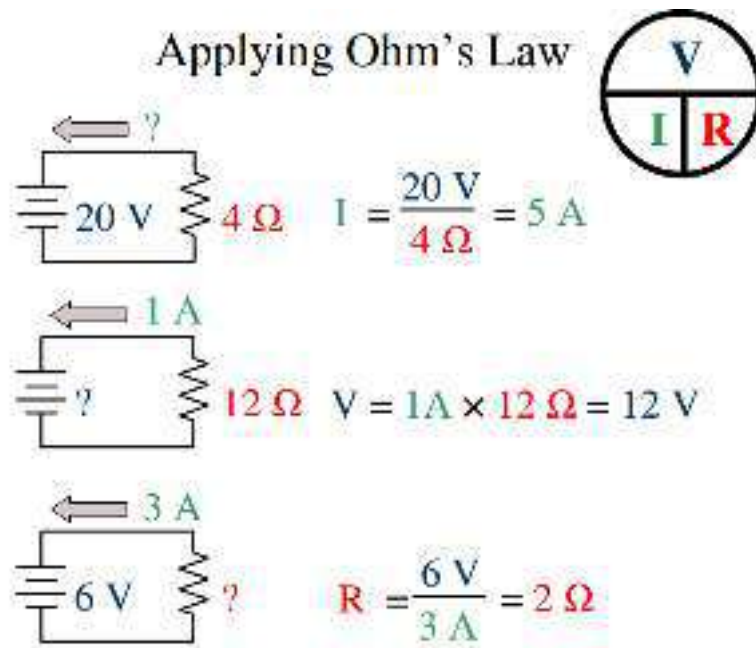 Applying Ohm's Law
V
I R
?
20 V 4 Ω I = 20 V / 4 Ω = 5 A
1 A
? 12 Ω V = 1A × 12 Ω = 12 V
3 A
6 V ? R = 6 V / 3 A = 2 Ω